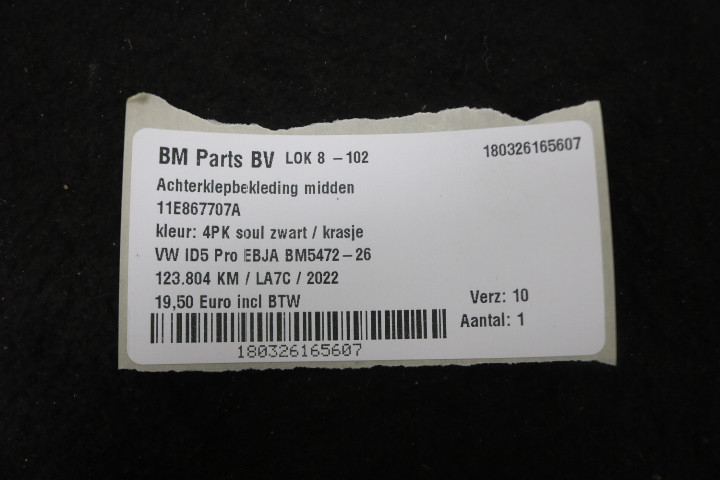 BM Parts BV LOK 8 - 102 180326165607
Achterklepbekleding midden
11E867707A
kleur: 4PK soul zwart / krasje
VW ID5 Pro EBJA BM5472-26
123.804 KM / LA7C / 2022
19,50 Euro incl BTW
Verz: 10
Aantal: 1
180326165607